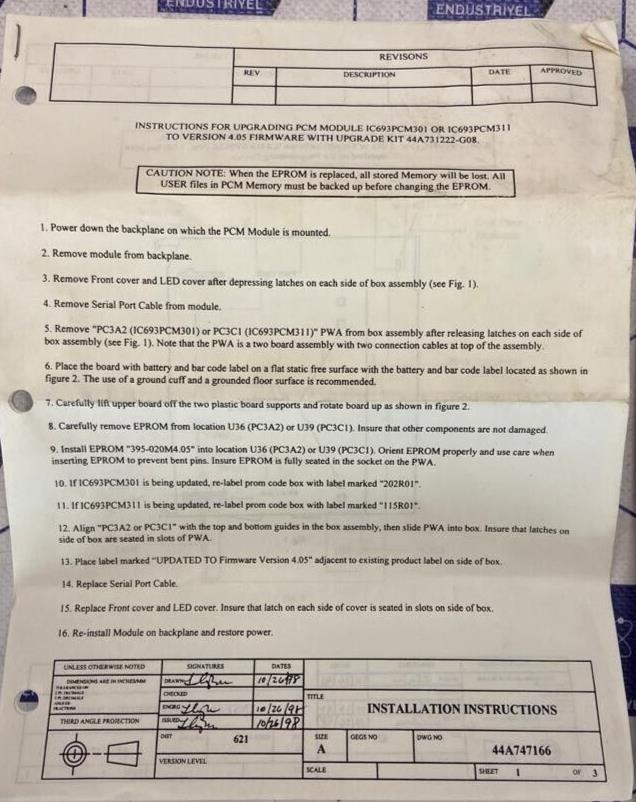 ENDUSTRIYEL
ENDUSTRIYEL
REVISONS
REV DESCRIPTION DATE APPROVED
INSTRUCTIONS FOR UPGRADING PCM MODULE IC693PCM301 OR IC693PCM311
TO VERSION 4.05 FIRMWARE WITH UPGRADE KIT 44A731222-G08.
CAUTION NOTE: When the EPROM is replaced, all stored Memory will be lost. All
USER files in PCM Memory must be backed up before changing the EPROM.
1. Power down the backplane on which the PCM Module is mounted.
2. Remove module from backplane.
3. Remove Front cover and LED cover after depressing latches on each side of box assembly (see Fig. 1).
4. Remove Serial Port Cable from module.
5. Remove "PC3A2 (IC693PCM301) or PC3C1 (IC693PCM311)" PWA from box assembly after releasing latches on each side of
box assembly (see Fig. 1). Note that the PWA is a two board assembly with two connection cables at top of the assembly.
6. Place the board with battery and bar code label on a flat static free surface with the battery and bar code label located as shown in
figure 2. The use of a ground cuff and a grounded floor surface is recommended.
7. Carefully lift upper board off the two plastic board supports and rotate board up as shown in figure 2.
8. Carefully remove EPROM from location U36 (PC3A2) or U39 (PC3C1). Insure that other components are not damaged.
9. Install EPROM "395-020M4.05" into location U36 (PC3A2) or U39 (PC3C1). Orient EPROM properly and use care when
inserting EPROM to prevent bent pins. Insure EPROM is fully seated in the socket on the PWA.
10. If IC693PCM301 is being updated, re-label prom code box with label marked "202R01".
11. If IC693PCM311 is being updated, re-label prom code box with label marked "115R01".
12. Align "PC3A2 or PC3C1" with the top and bottom guides in the box assembly, then slide PWA into box. Insure that latches on
side of box are seated in slots of PWA.
13. Place label marked "UPDATED TO Firmware Version 4.05" adjacent to existing product label on side of box.
14. Replace Serial Port Cable.
15. Replace Front cover and LED cover. Insure that latch on each side of cover is seated in slots on side of box.
16. Re-install Module on backplane and restore power.
UNLESS OTHERWISE NOTED SIGNATURES DATES
DIMENSIONS ARE IN INCHES/MM DRAWN 10/26/98
CHECKED
ENGRG 10/26/98
THIRD ANGLE PROJECTION ISSUED 10/26/98
TITLE
INSTALLATION INSTRUCTIONS
DIST 621
SIZE A GEGS NO DWG NO 44A747166
VERSION LEVEL
SCALE SHEET 1 OF 3